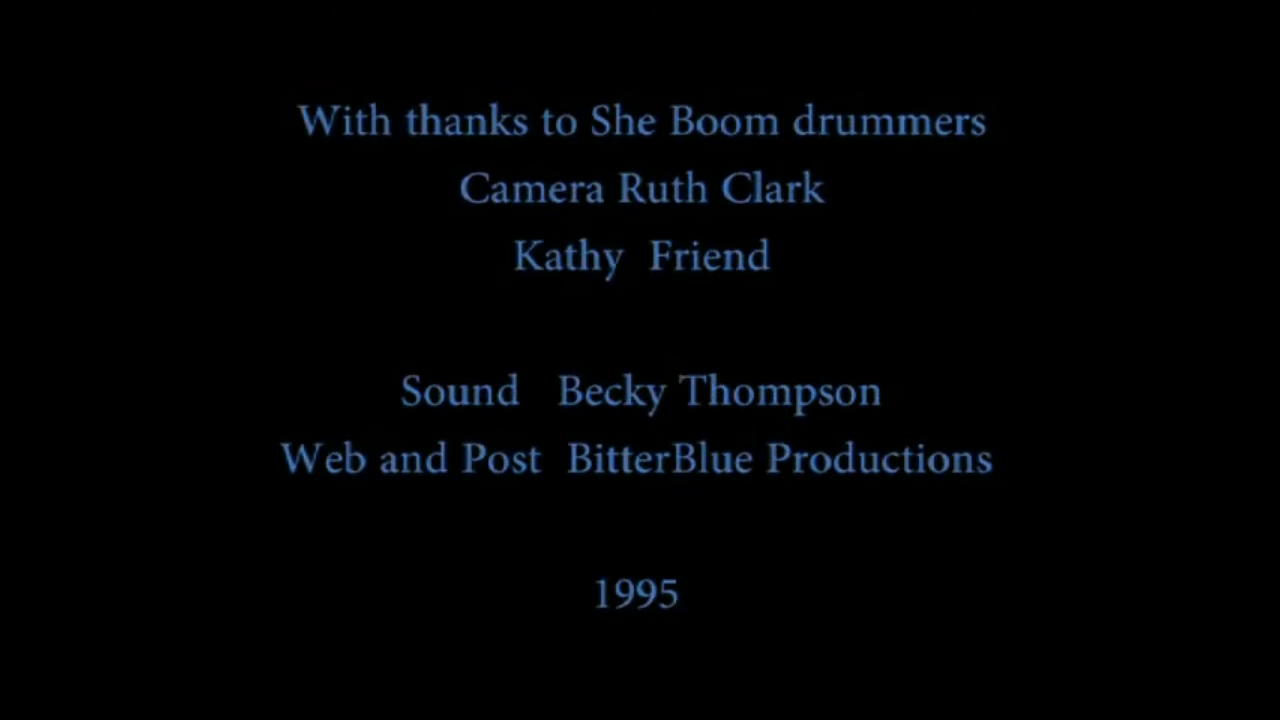 With thanks to She Boom drummers
Camera Ruth Clark
Kathy Friend
Sound Becky Thompson
Web and Post BitterBlue Productions
1995